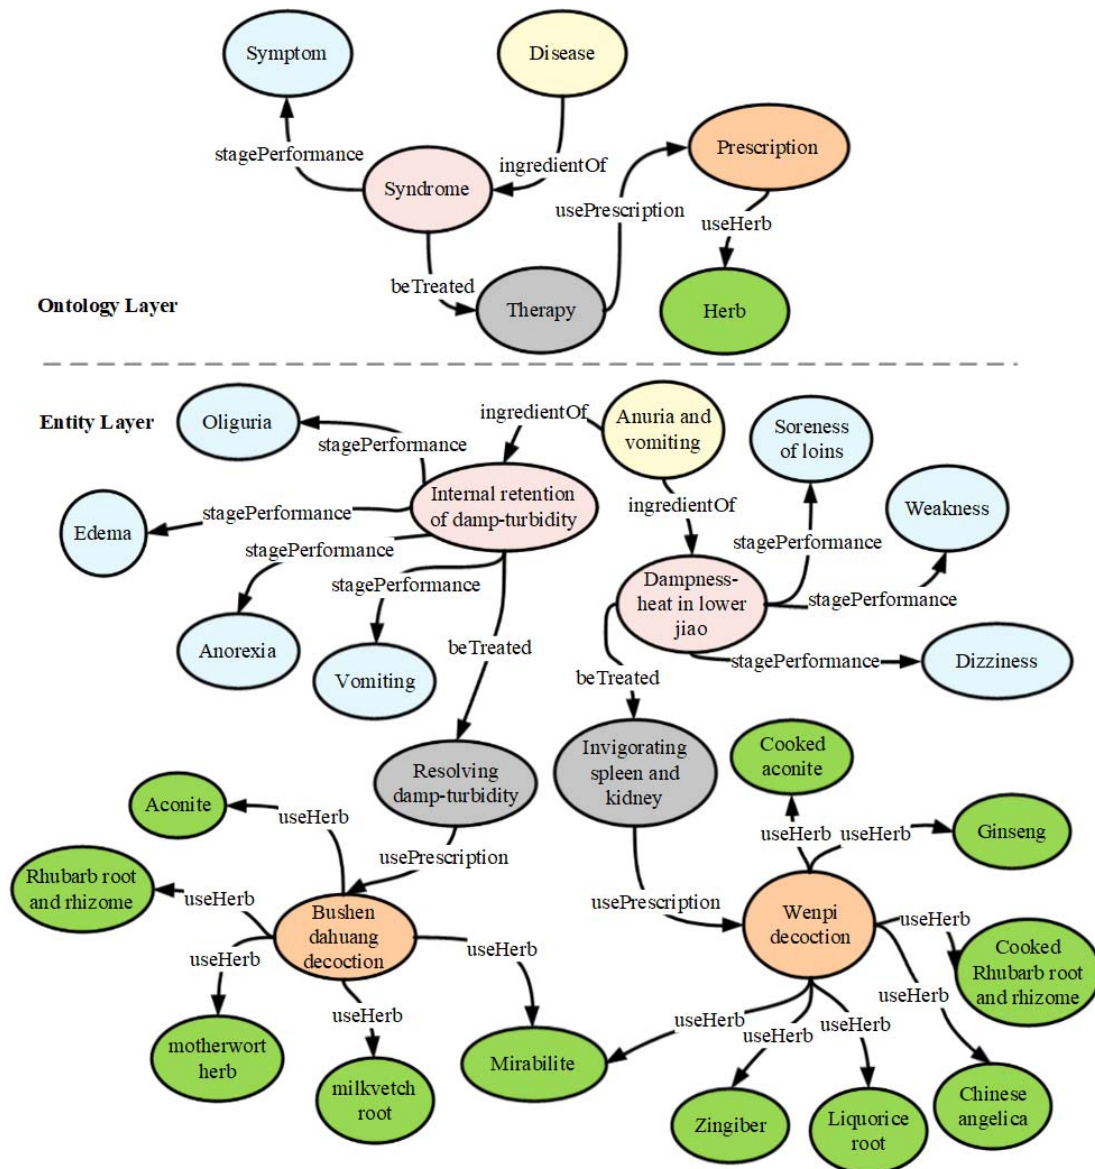 Symptom
Disease
stagePerformance
ingredientOf
Prescription
Syndrome
usePrescription
useHerb
beTreated
Ontology Layer
Therapy
Herb
Entity Layer
Oliguria
ingredientOf
Anuria and
vomiting
stagePerformance
Soreness
of loins
Internal retention
of damp-turbidity
ingredientOf
Weakness
Edema
stagePerformance
stagePerformance
stagePerformance
stagePerformance
Dampness-
heat in lower
jiao
stagePerformance
Anorexia
Vomiting
beTreated
stagePerformance
Dizziness
beTreated
Resolving
damp-turbidity
Invigorating
spleen and
kidney
Cooked
aconite
Aconite
useHerb
useHerb
useHerb
Ginseng
usePrescription
Rhubarb root
and rhizome
useHerb
Bushen
dahuang
decoction
usePrescription
Wenpi
decoction
useHerb
Cooked
Rhubarb root
and rhizome
useHerb
useHerb
useHerb
useHerb
useHerb
useHerb
useHerb
motherwort
herb
milkvetch
root
Mirabilite
Zingiber
Liquorice
root
Chinese
angelica